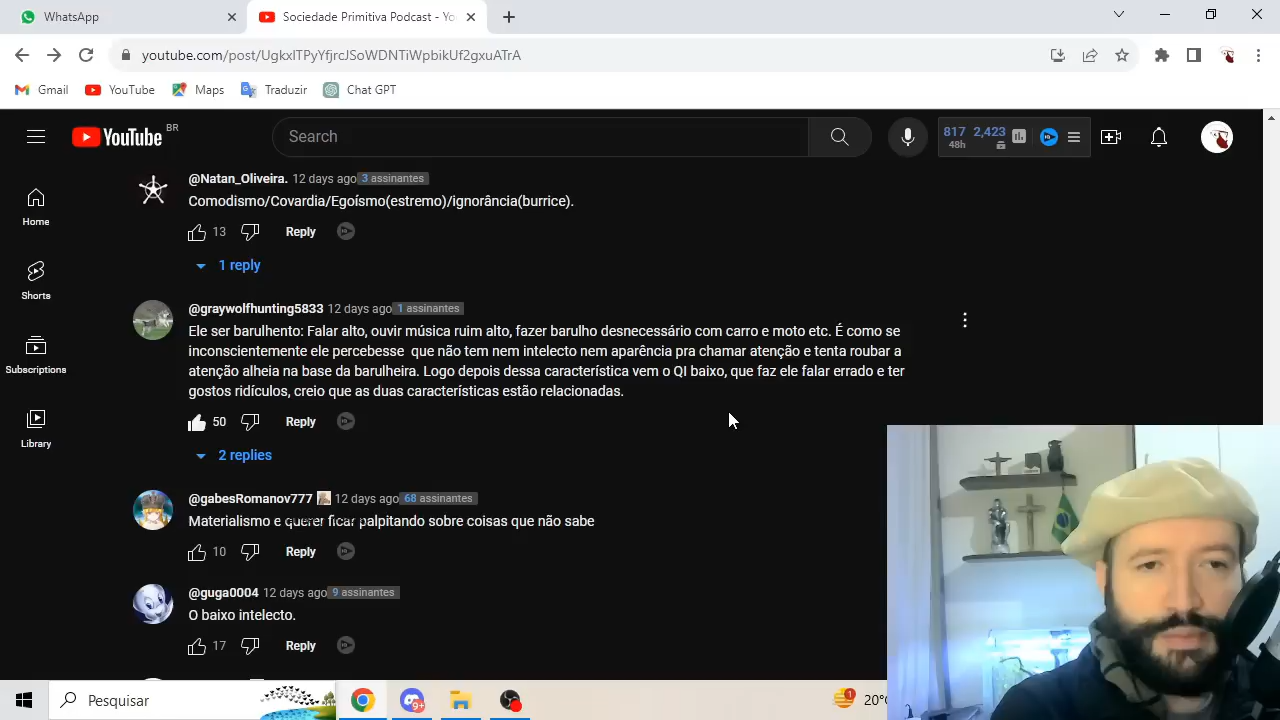 WhatsApp
Sociedade Primitiva Podcast - Yo
youtube.com/post/UgkxITPyYfjrcJSoWDNTiWpbikUf2gxuATrA
Gmail YouTube Maps Traduzir Chat GPT
YouTube BR
Search
817 2,423
48h
Home
Shorts
Subscriptions
Library
@Natan_Oliveira. 12 days ago 3 assinantes
Comodismo/Covardia/Egoísmo(estremo)/ignorância(burrice).
13 Reply
1 reply
@graywolfhunting5833 12 days ago 1 assinantes
Ele ser barulhento: Falar alto, ouvir música ruim alto, fazer barulho desnecessário com carro e moto etc. É como se
inconscientemente ele percebesse que não tem nem intelecto nem aparência pra chamar atenção e tenta roubar a
atenção alheia na base da barulheira. Logo depois dessa característica vem o QI baixo, que faz ele falar errado e ter
gostos ridículos, creio que as duas características estão relacionadas.
50 Reply
2 replies
@gabesRomanov777 12 days ago 68 assinantes
Materialismo e querer ficar palpitando sobre coisas que não sabe
10 Reply
@guga0004 12 days ago 9 assinantes
O baixo intelecto.
17 Reply
Pesquisar
9+
1
20°